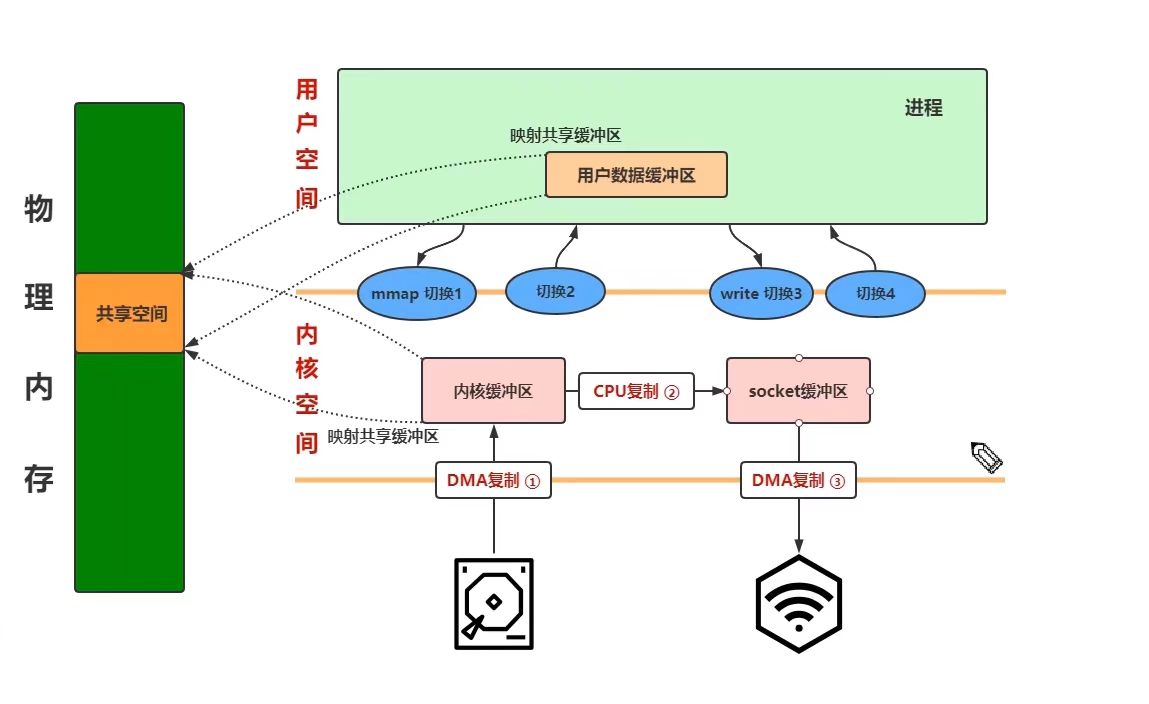 物理内存
共享空间
用户空间
进程
映射共享缓冲区
用户数据缓冲区
mmap 切换1
切换2
write 切换3
切换4
内核空间
内核缓冲区
CPU复制 ②
socket缓冲区
映射共享缓冲区
DMA复制 ①
DMA复制 ③